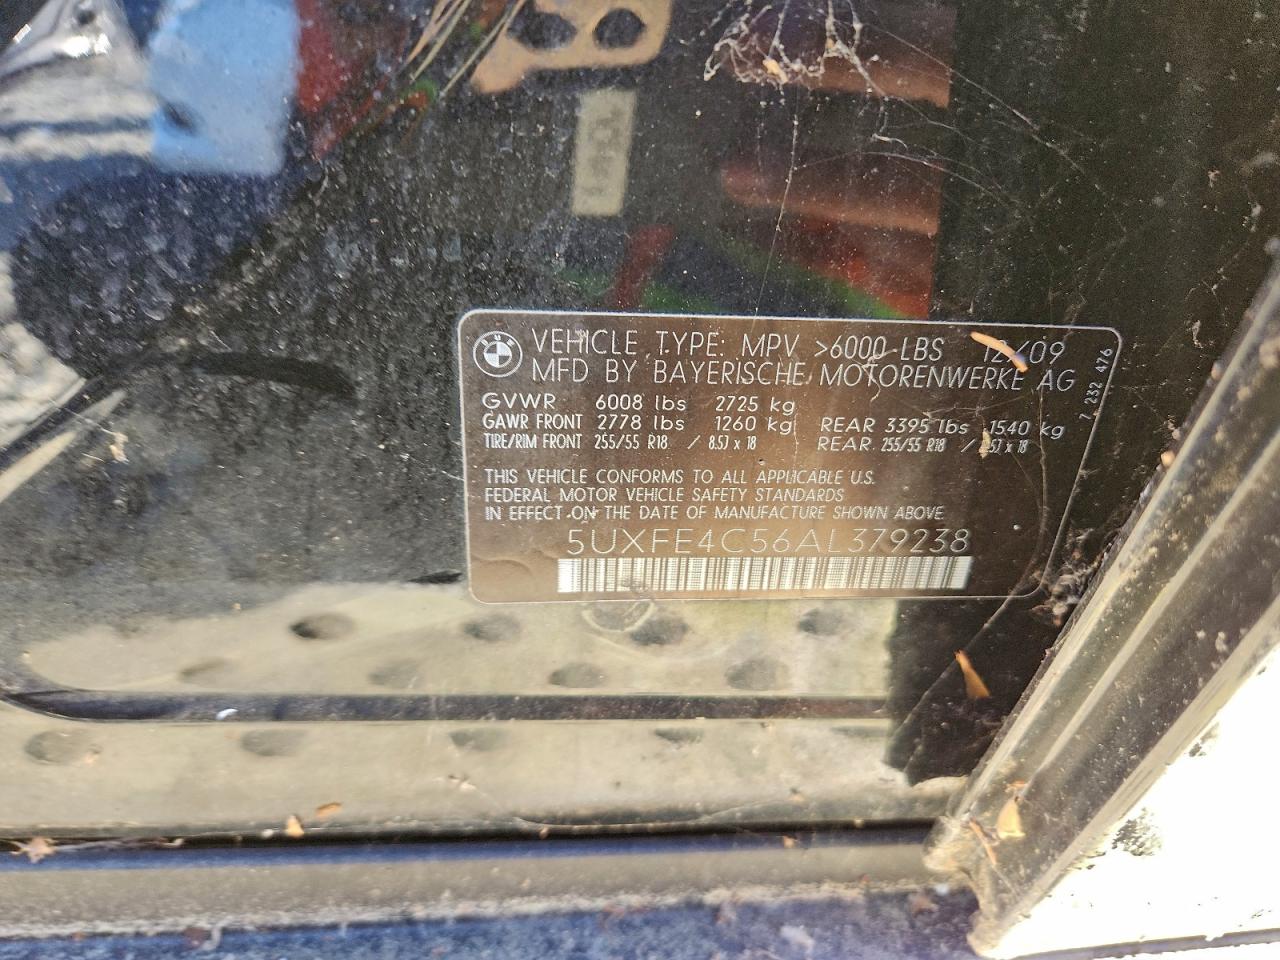 VEHICLE TYPE: MPV >6000 LBS 12/09
MFD BY BAYERISCHE MOTORENWERKE AG
GVWR 6008 lbs 2725 kg
GAWR FRONT 2778 lbs 1260 kg REAR 3395 lbs 1540 kg
TIRE/RIM FRONT 255/55 R18 / 8.5J x 18 REAR 255/55 R18 / 8.5J x 18
THIS VEHICLE CONFORMS TO ALL APPLICABLE U.S.
FEDERAL MOTOR VEHICLE SAFETY STANDARDS
IN EFFECT ON THE DATE OF MANUFACTURE SHOWN ABOVE.
5UXFE4C56AL379238
7 232 476